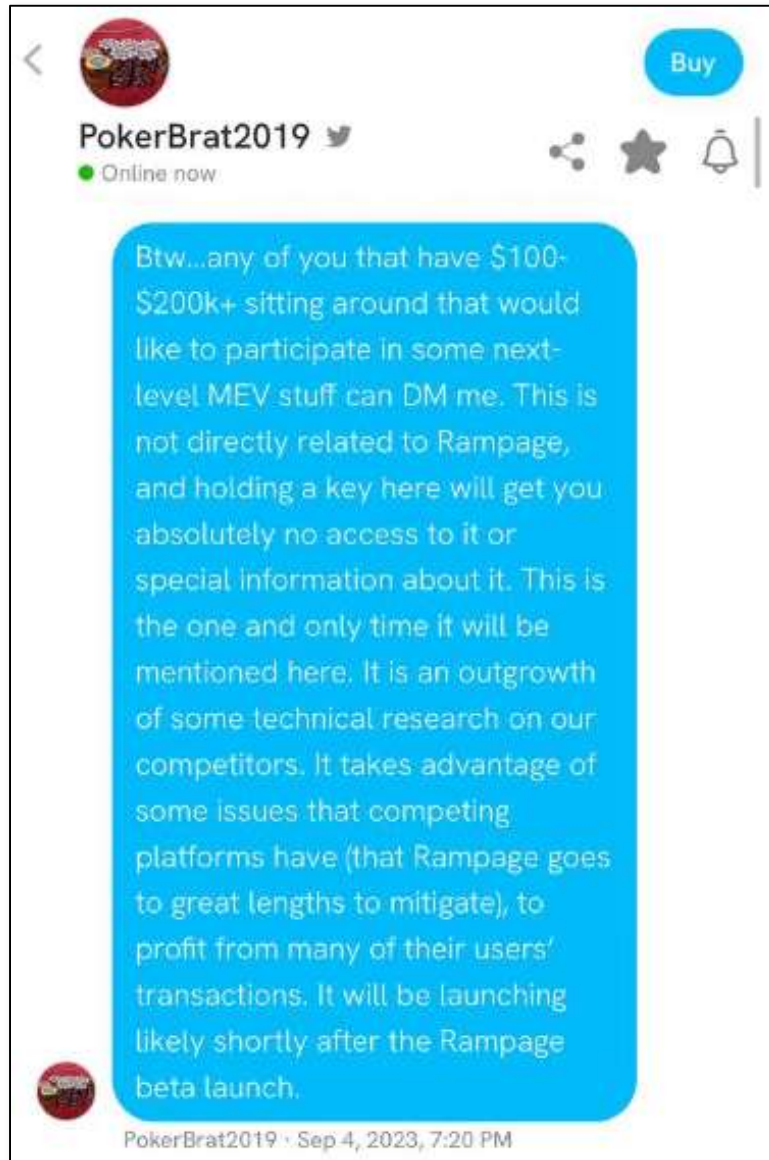 Buy
PokerBrat2019
Online now
Btw...any of you that have $100-
$200k+ sitting around that would
like to participate in some next-
level MEV stuff can DM me. This is
not directly related to Rampage,
and holding a key here will get you
absolutely no access to it or
special information about it. This is
the one and only time it will be
mentioned here. It is an outgrowth
of some technical research on our
competitors. It takes advantage of
some issues that competing
platforms have (that Rampage goes
to great lengths to mitigate), to
profit from many of their users'
transactions. It will be launching
likely shortly after the Rampage
beta launch.
PokerBrat2019 · Sep 4, 2023, 7:20 PM